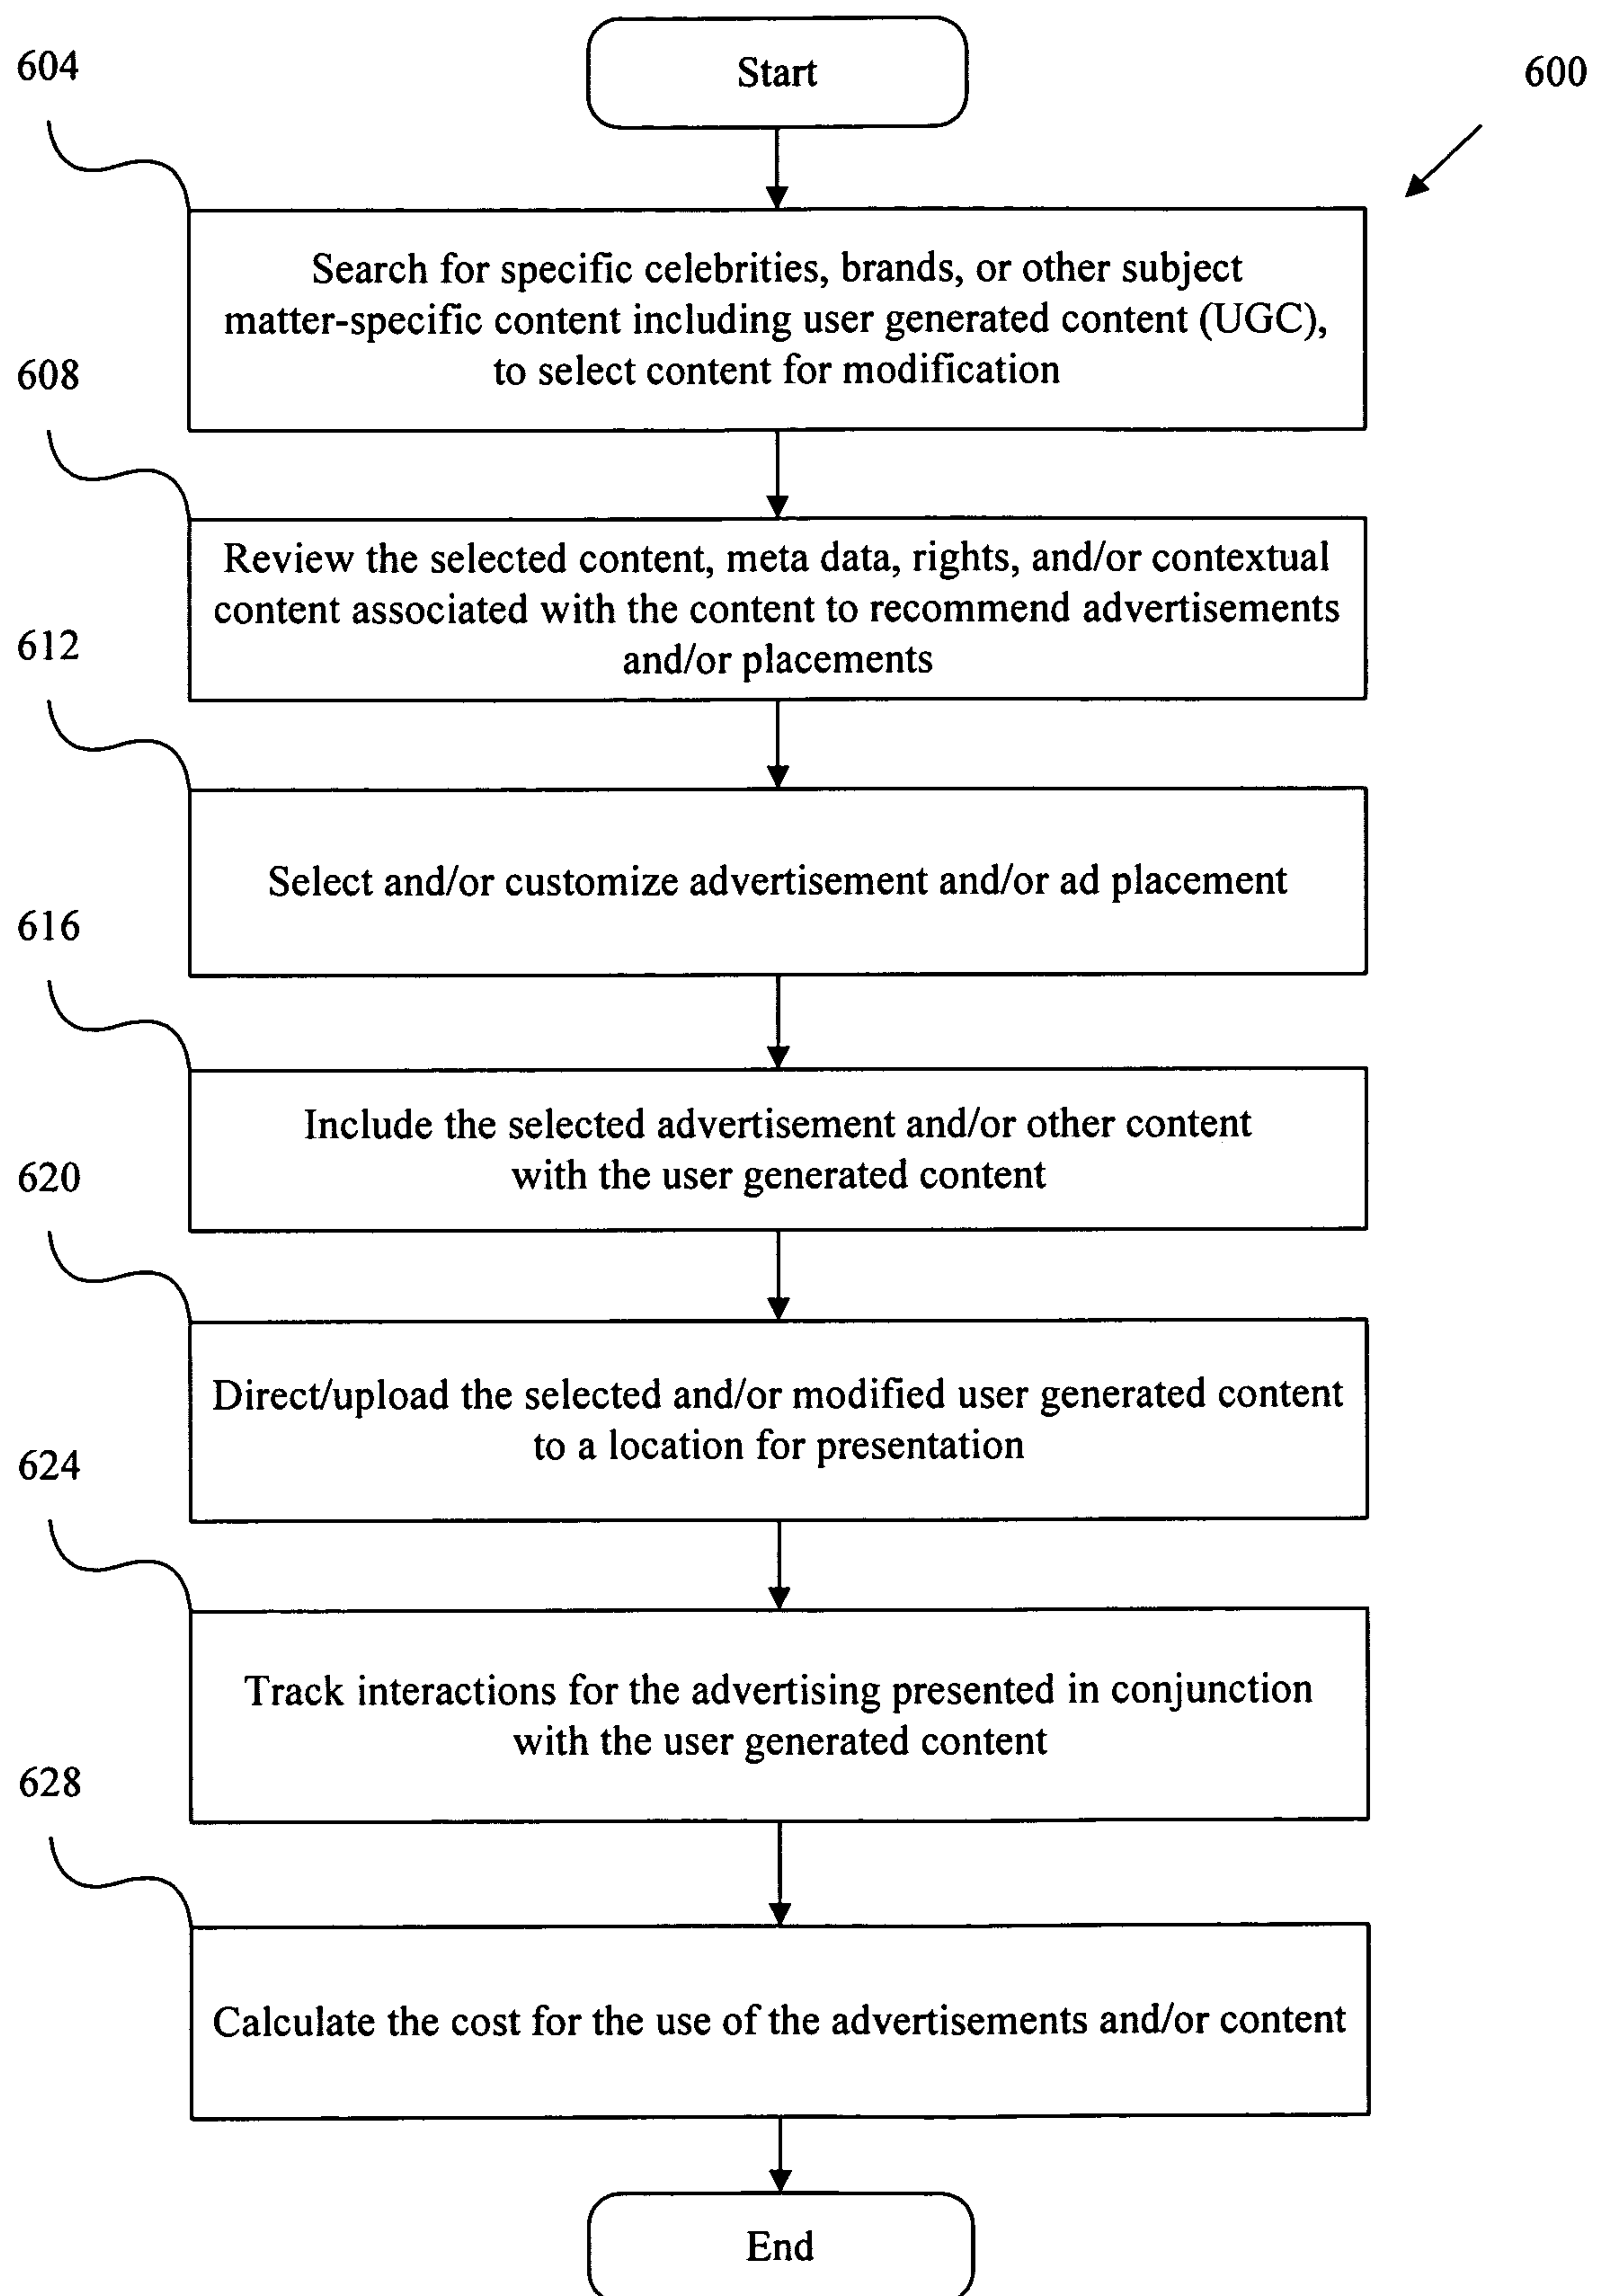 604
Start
600
Search for specific celebrities, brands, or other subject
matter-specific content including user generated content (UGC),
to select content for modification
608
Review the selected content, meta data, rights, and/or contextual
content associated with the content to recommend advertisements
and/or placements
612
Select and/or customize advertisement and/or ad placement
616
Include the selected advertisement and/or other content
with the user generated content
620
Direct/upload the selected and/or modified user generated content
to a location for presentation
624
Track interactions for the advertising presented in conjunction
with the user generated content
628
Calculate the cost for the use of the advertisements and/or content
End